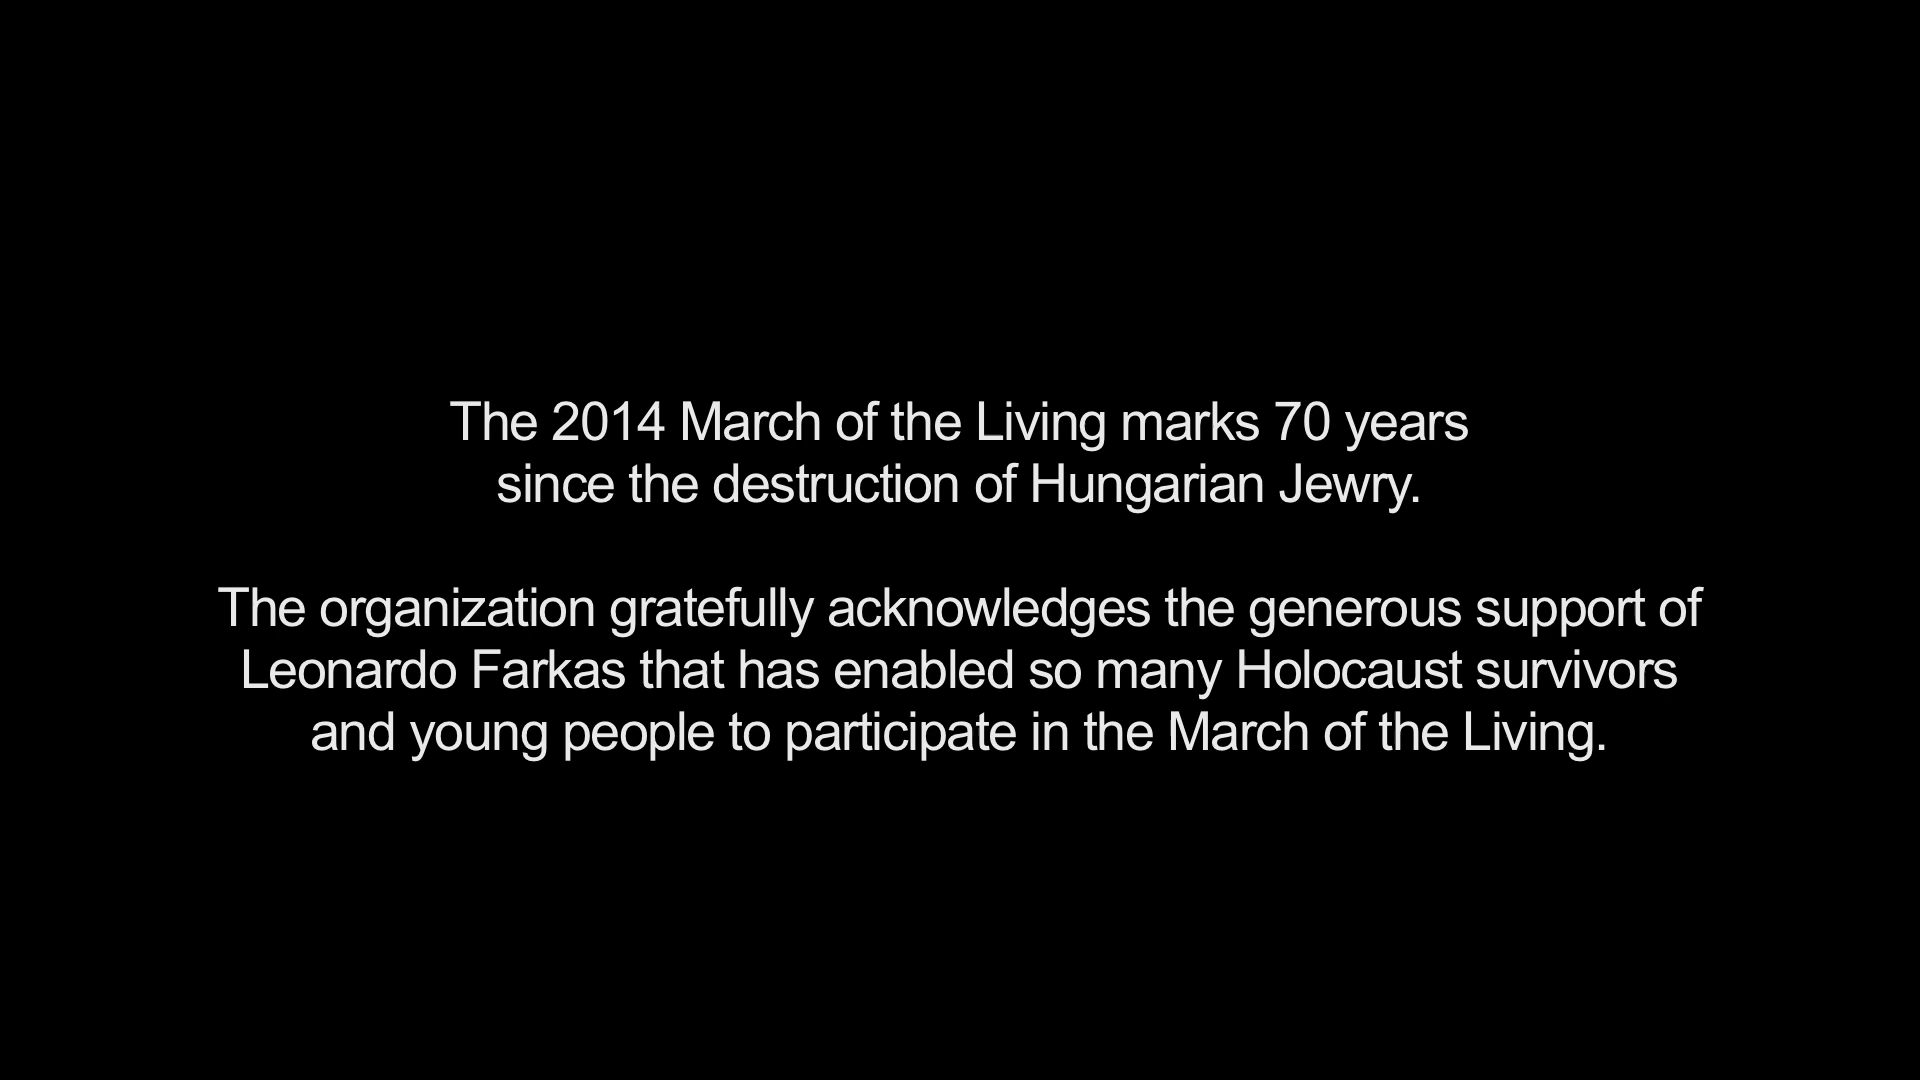 The 2014 March of the Living marks 70 years
since the destruction of Hungarian Jewry.
The organization gratefully acknowledges the generous support of
Leonardo Farkas that has enabled so many Holocaust survivors
and young people to participate in the March of the Living.